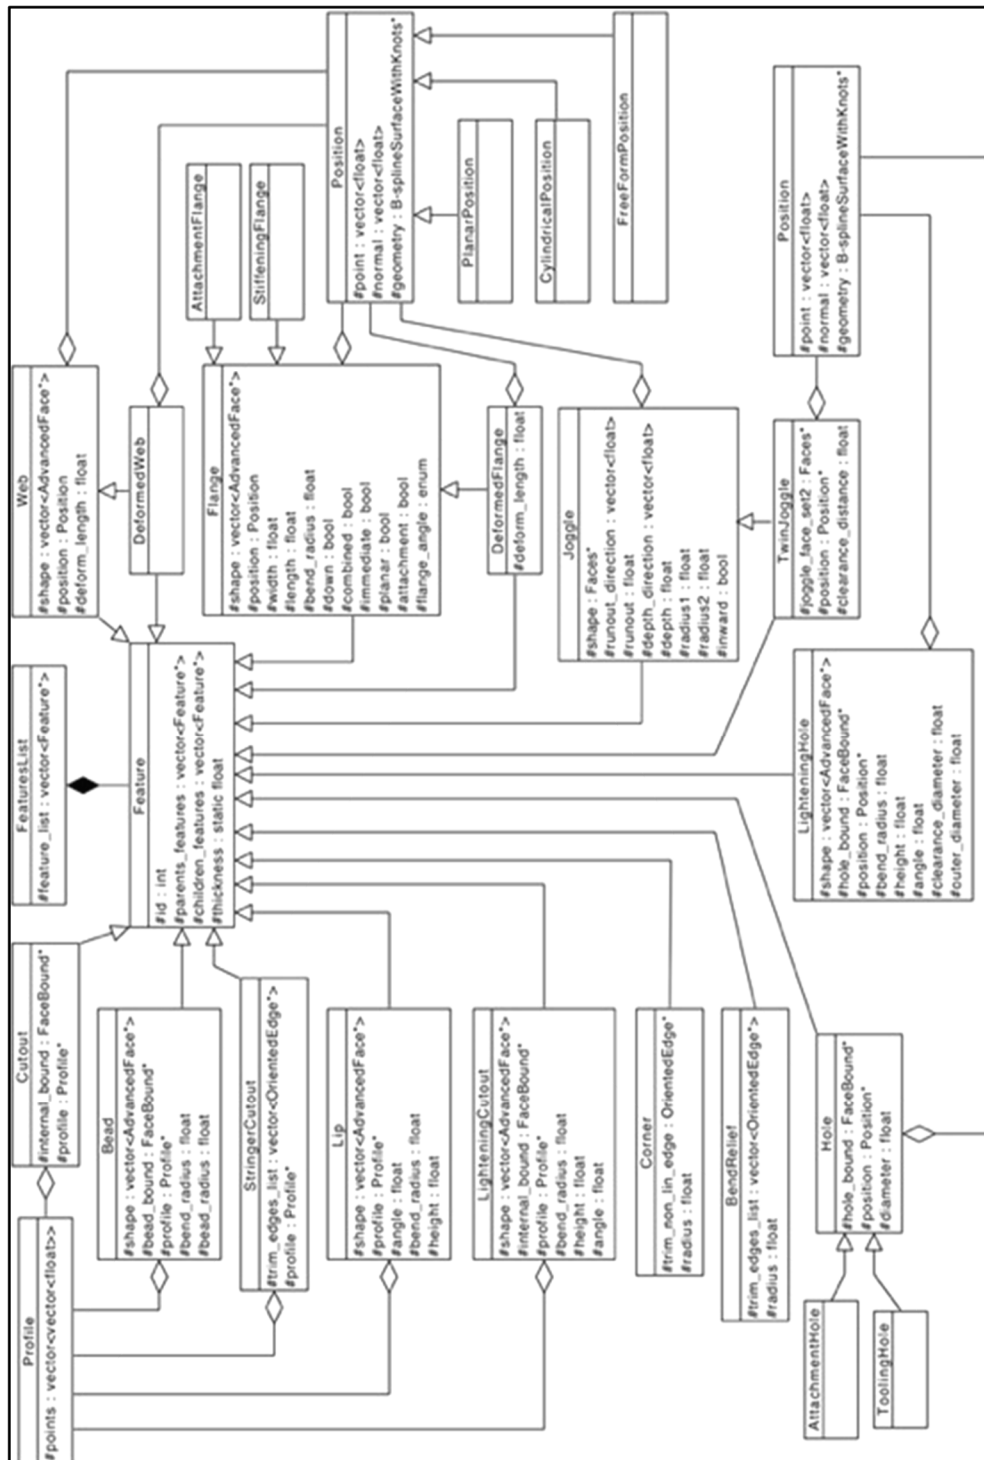 Profile
#points : vector<vector<float>>
Cutout
#internal_bound : FaceBound*
#profile : Profile*
FeaturesList
#feature_list : vector<Feature*>
Web
#shape : vector<AdvancedFace*>
#position : Position
#deform_length : float
Bead
#shape : vector<AdvancedFace*>
#bead_bound : FaceBound*
#profile : Profile*
#bend_radius : float
#bead_radius : float
Feature
#id : int
#parents_features : vector<Feature*>
#children_features : vector<Feature*>
#thickness : static float
DeformedWeb
StringerCutout
#trim_edges_list : vector<OrientedEdge*>
#profile : Profile*
Flange
#shape : vector<AdvancedFace*>
#position : Position
#width : float
#length : float
#bend_radius : float
#down : bool
#combined : bool
#immediate : bool
#planar : bool
#attachment : bool
#flange_angle : enum
AttachmentFlange
StiffeningFlange
Lip
#shape : vector<AdvancedFace*>
#profile : Profile*
#angle : float
#bend_radius : float
#height : float
Position
#point : vector<float>
#normal : vector<float>
#geometry : B-splineSurfaceWithKnots*
LighteningCutout
#shape : vector<AdvancedFace*>
#internal_bound : FaceBound*
#profile : Profile*
#bend_radius : float
#height : float
#angle : float
DeformedFlange
#deform_length : float
PlanarPosition
CylindricalPosition
FreeFormPosition
Joggle
#shape : Faces*
#runout_direction : vector<float>
#runout : float
#depth_direction : vector<float>
#depth : float
#radius1 : float
#radius2 : float
#inward : bool
Corner
#trim_non_lin_edge : OrientedEdge*
#radius : float
BendRelief
#trim_edges_list : vector<OrientedEdge*>
#radius : float
TwinJoggle
#joggle_face_set2 : Faces*
#position : Position*
#clearance_distance : float
Position
#point : vector<float>
#normal : vector<float>
#geometry : B-splineSurfaceWithKnots*
Hole
#hole_bound : FaceBound*
#position : Position*
#diameter : float
LighteningHole
#shape : vector<AdvancedFace*>
#hole_bound : FaceBound*
#position : Position*
#bend_radius : float
#height : float
#angle : float
#clearance_diameter : float
#outer_diameter : float
AttachmentHole
ToolingHole